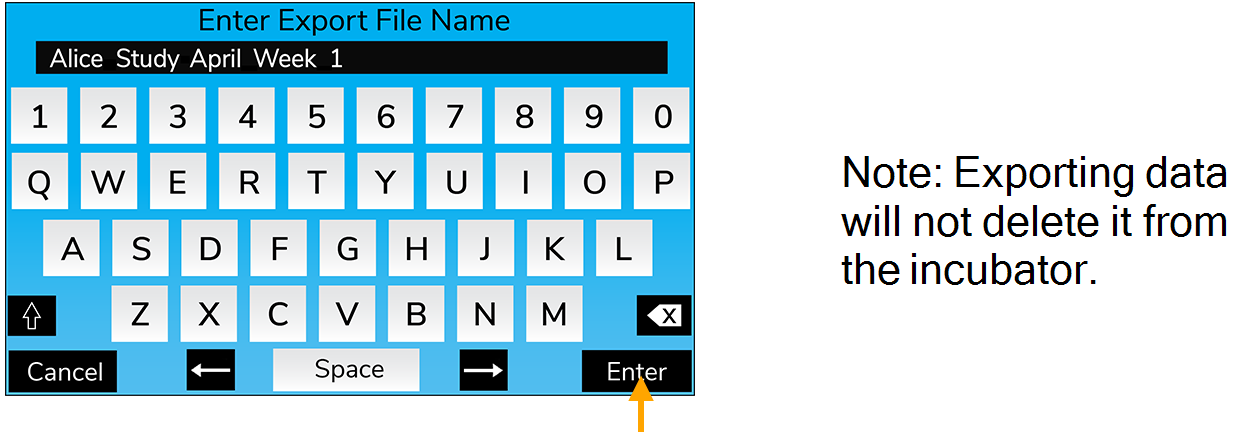 Enter Export File Name
Alice Study April Week 1
1 2 3 4 5 6 7 8 9 0
Q W E R T Y U I O P
A S D F G H J K L
Z X C V B N M X
Cancel Space Enter
Note: Exporting data
will not delete it from
the incubator.